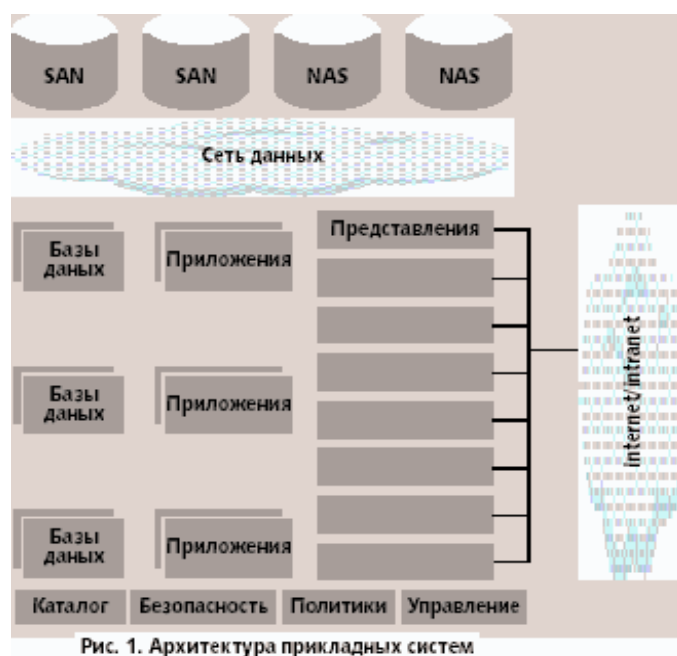 SAN SAN NAS NAS
Сеть данных
Представления
Базы
даных
Приложения
Базы
даных
Приложения
Базы
даных
Приложения
internet/intranet
Каталог Безопасность Политики Управление
Рис. 1. Архитектура прикладных систем